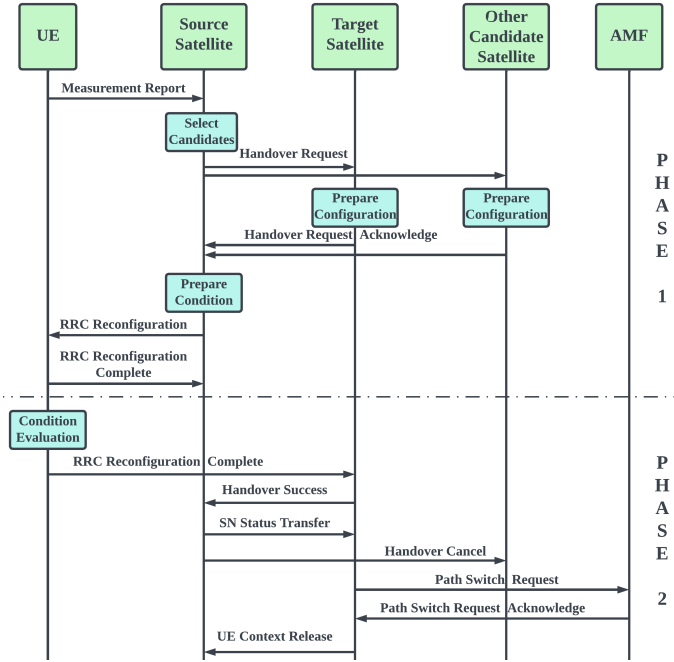 UE
Source
Satellite
Target
Satellite
Other
Candidate
Satellite
AMF
Measurement Report
Select
Candidates
Handover Request
Prepare
Configuration
Prepare
Configuration
Handover Request Acknowledge
Prepare
Condition
RRC Reconfiguration
RRC Reconfiguration
Complete
P
H
A
S
E
1
Condition
Evaluation
RRC Reconfiguration Complete
Handover Success
SN Status Transfer
Handover Cancel
Path Switch Request
Path Switch Request Acknowledge
UE Context Release
P
H
A
S
E
2